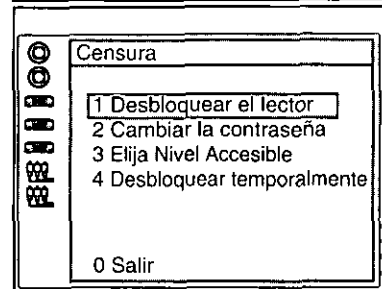 Censura
1 Desbloquear el lector
2 Cambiar la contraseña
3 Elija Nivel Accesible
4 Desbloquear temporalmente
0 Salir